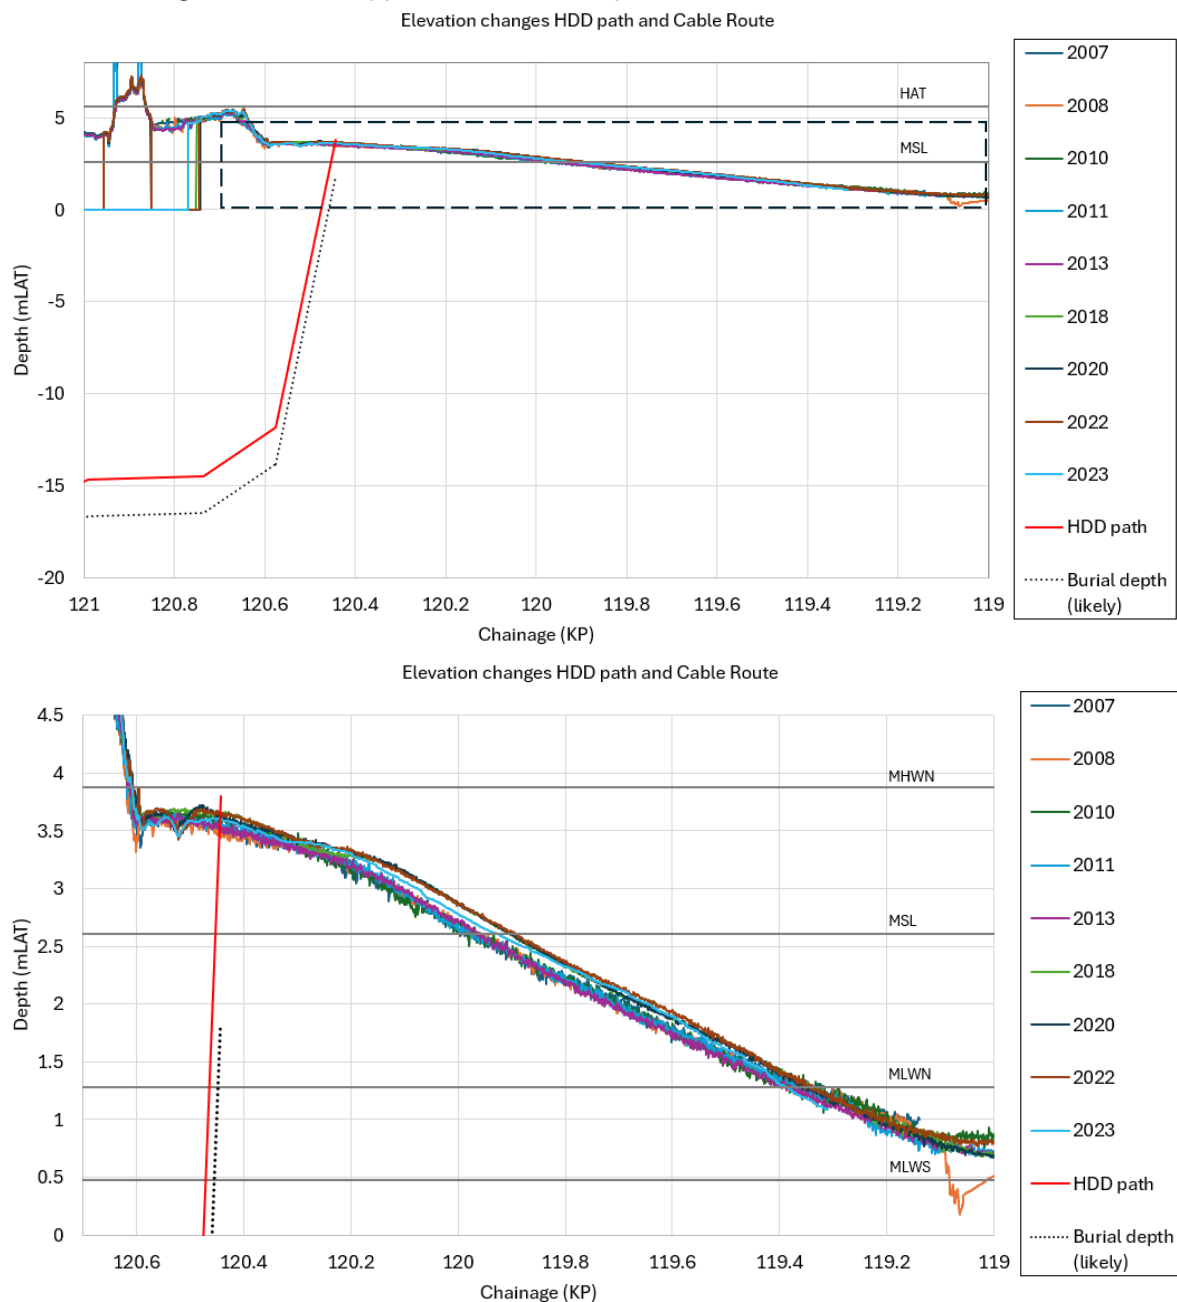 Elevation changes HDD path and Cable Route
HAT
MSL
5
0
-5
-10
-15
-20
Depth (mLAT)
121 120.8 120.6 120.4 120.2 120 119.8 119.6 119.4 119.2 119
Chainage (KP)
2007
2008
2010
2011
2013
2018
2020
2022
2023
HDD path
Burial depth
(likely)
Elevation changes HDD path and Cable Route
MHWN
MSL
MLWN
MLWS
4.5
4
3.5
3
2.5
2
1.5
1
0.5
0
Depth (mLAT)
120.6 120.4 120.2 120 119.8 119.6 119.4 119.2 119
Chainage (KP)
2007
2008
2010
2011
2013
2018
2020
2022
2023
HDD path
Burial depth
(likely)